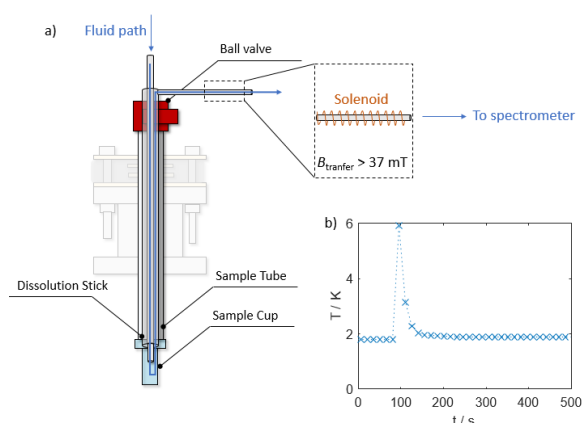 a)
Fluid path
Ball valve
Solenoid
To spectrometer
Btranfer > 37 mT
Dissolution Stick
Sample Tube
Sample Cup
b)
T / K
6
4
2
0
0 100 200 300 400 500
t / s